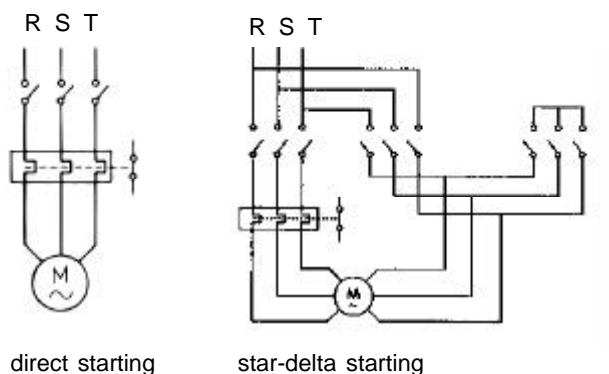 R S T
R S T
M
~
M
~
direct starting
star-delta starting